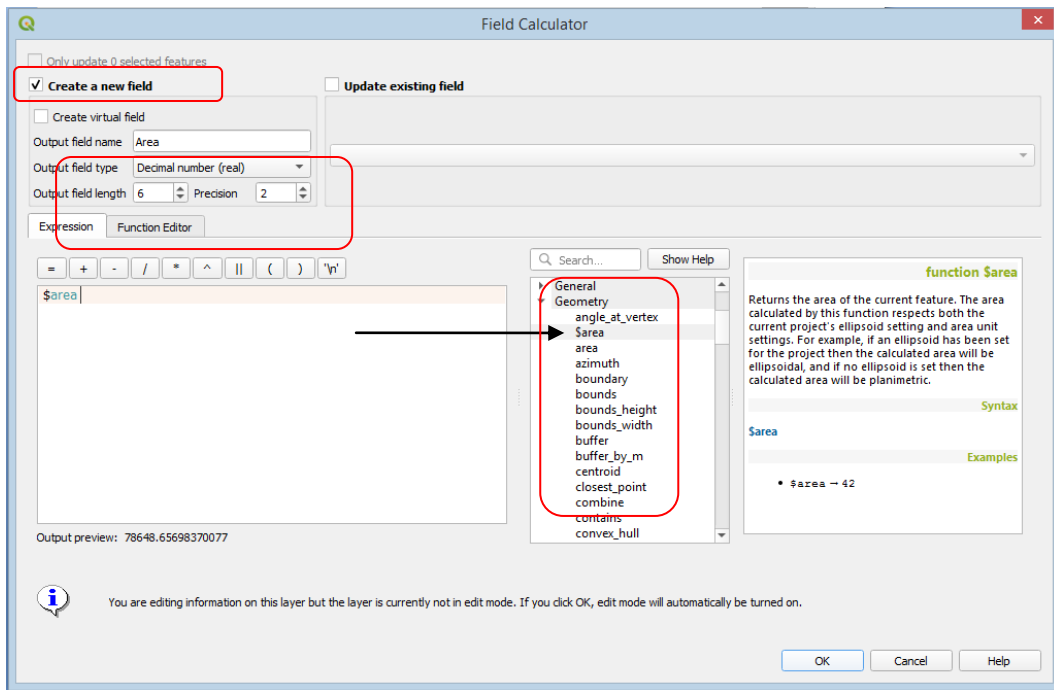 Field Calculator
Only update 0 selected features
Create a new field
Update existing field
Create virtual field
Output field name Area
Output field type Decimal number (real)
Output field length 6 Precision 2
Expression Function Editor
= + - / * ^ || ( ) '\n'
$area
Search... Show Help
General
Geometry
angle_at_vertex
$area
area
azimuth
boundary
bounds
bounds_height
bounds_width
buffer
buffer_by_m
centroid
closest_point
combine
contains
convex_hull
function $area
Returns the area of the current feature. The area
calculated by this function respects both the
current project's ellipsoid setting and area unit
settings. For example, if an ellipsoid has been set
for the project then the calculated area will be
ellipsoidal, and if no ellipsoid is set then the
calculated area will be planimetric.
Syntax
$area
Examples
• $area → 42
Output preview: 78648.65698370077
You are editing information on this layer but the layer is currently not in edit mode. If you click OK, edit mode will automatically be turned on.
OK Cancel Help